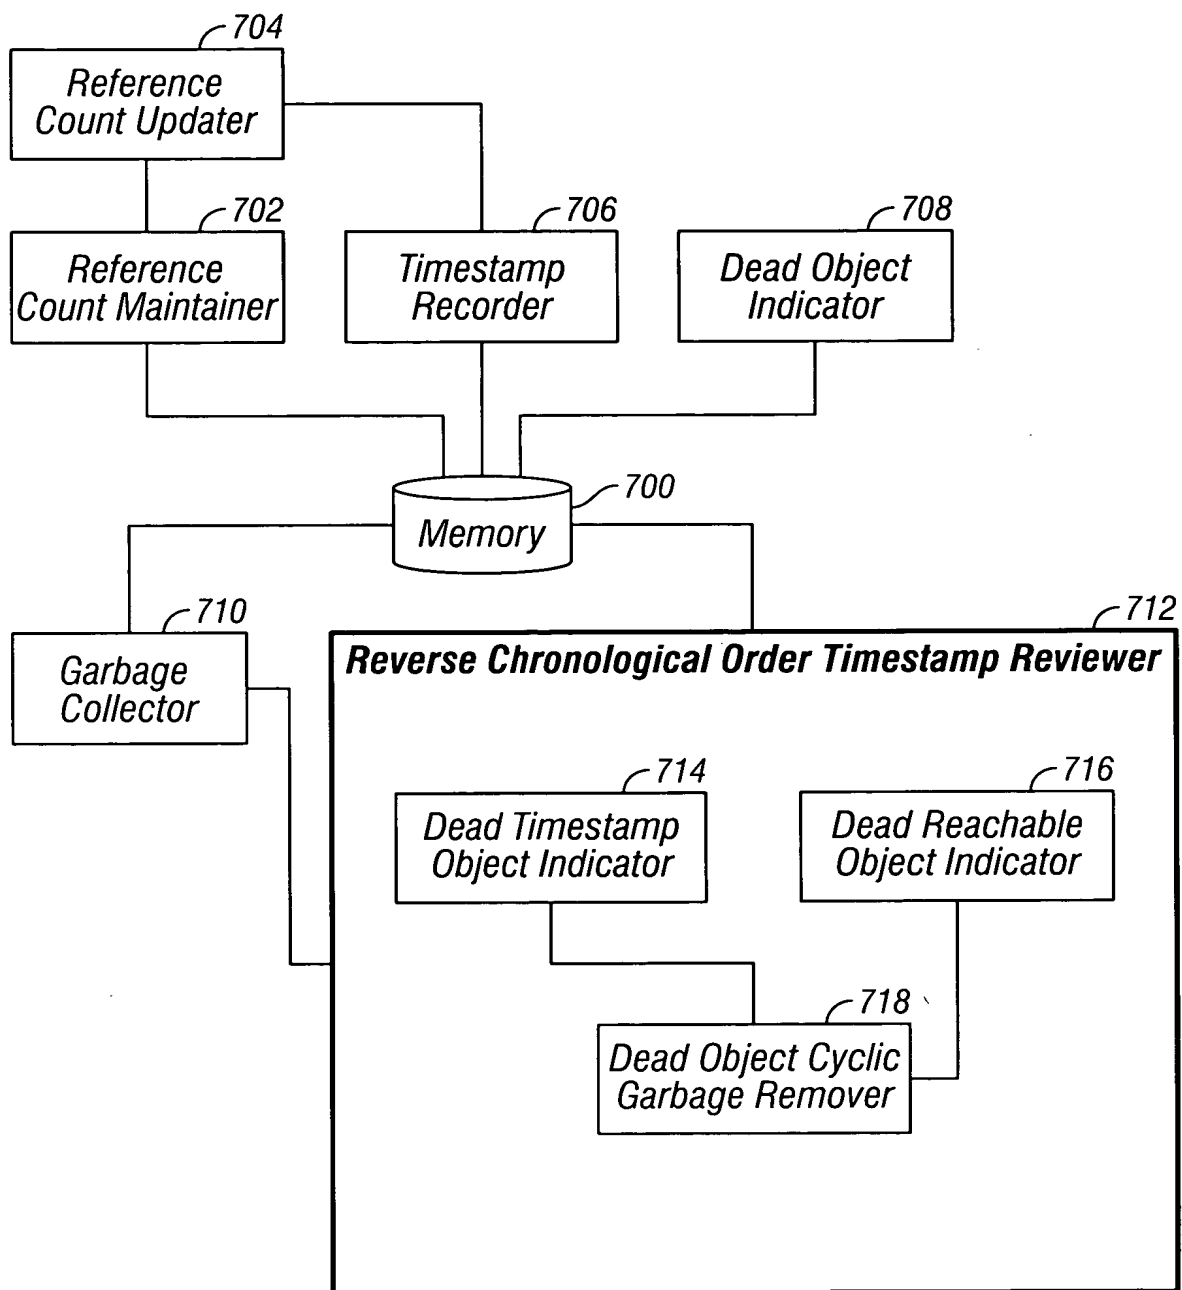 704
Reference
Count Updater
702
Reference
Count Maintainer
706
Timestamp
Recorder
708
Dead Object
Indicator
700
Memory
710
Garbage
Collector
712
Reverse Chronological Order Timestamp Reviewer
714
Dead Timestamp
Object Indicator
716
Dead Reachable
Object Indicator
718
Dead Object Cyclic
Garbage Remover